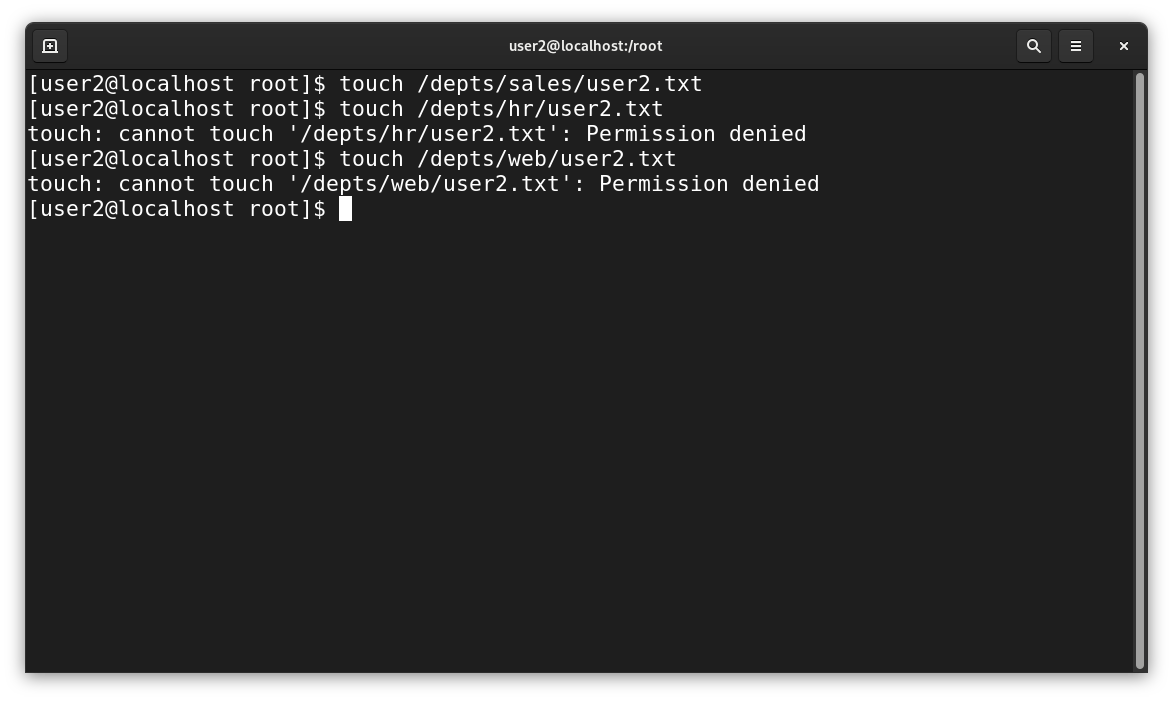 user2@localhost:/root
[user2@localhost root]$ touch /depts/sales/user2.txt
[user2@localhost root]$ touch /depts/hr/user2.txt
touch: cannot touch '/depts/hr/user2.txt': Permission denied
[user2@localhost root]$ touch /depts/web/user2.txt
touch: cannot touch '/depts/web/user2.txt': Permission denied
[user2@localhost root]$